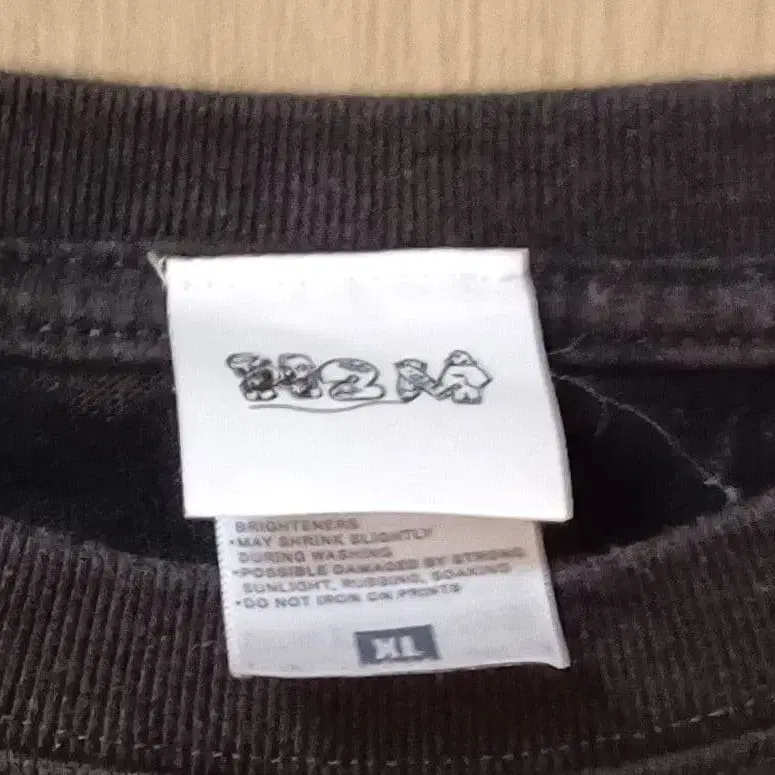 BRIGHTENERS
•MAY SHRINK SLIGHTLY
DURING WASHING
•POSSIBLE DAMAGED BY STRONG
SUNLIGHT, RUBBING, SOAKING
•DO NOT IRON ON PRINTS
XL